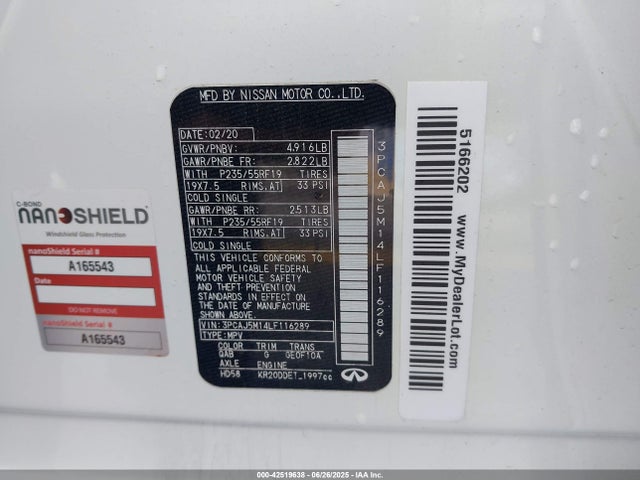 MFD BY NISSAN MOTOR CO.,LTD.
DATE: 02/20
GVWR/PNBV: 4,916LB
GAWR/PNBE FR: 2,822LB
WITH P235/55RF19 TIRES
19X7.5 RIMS.AT 33 PSI
COLD SINGLE
GAWR/PNBE RR: 2,513LB
WITH P235/55RF19 TIRES
19X7.5 RIMS.AT 33 PSI
COLD SINGLE
THIS VEHICLE CONFORMS TO
ALL APPLICABLE FEDERAL
MOTOR VEHICLE SAFETY
AND THEFT PREVENTION
STANDARDS IN EFFECT ON
THE DATE OF MANUFACTURE
SHOWN ABOVE.
VIN: 3PCAJ5M14LF116289
TYPE: MPV
COLOR TRIM TRANS
QAB G GE0F10A
AXLE ENGINE
HD58 KR20DDET_1997cc
3PCAJ5M14LF116289
C-BOND
NANOSHIELD
Windshield Glass Protection
nanoShield Serial #
A165543
Date:
DO NOT REMOVE
nanoShield Serial #
A165543
5166202
www.MyDealerLot.com
000-42519638 - 06/26/2025 - IAA Inc.